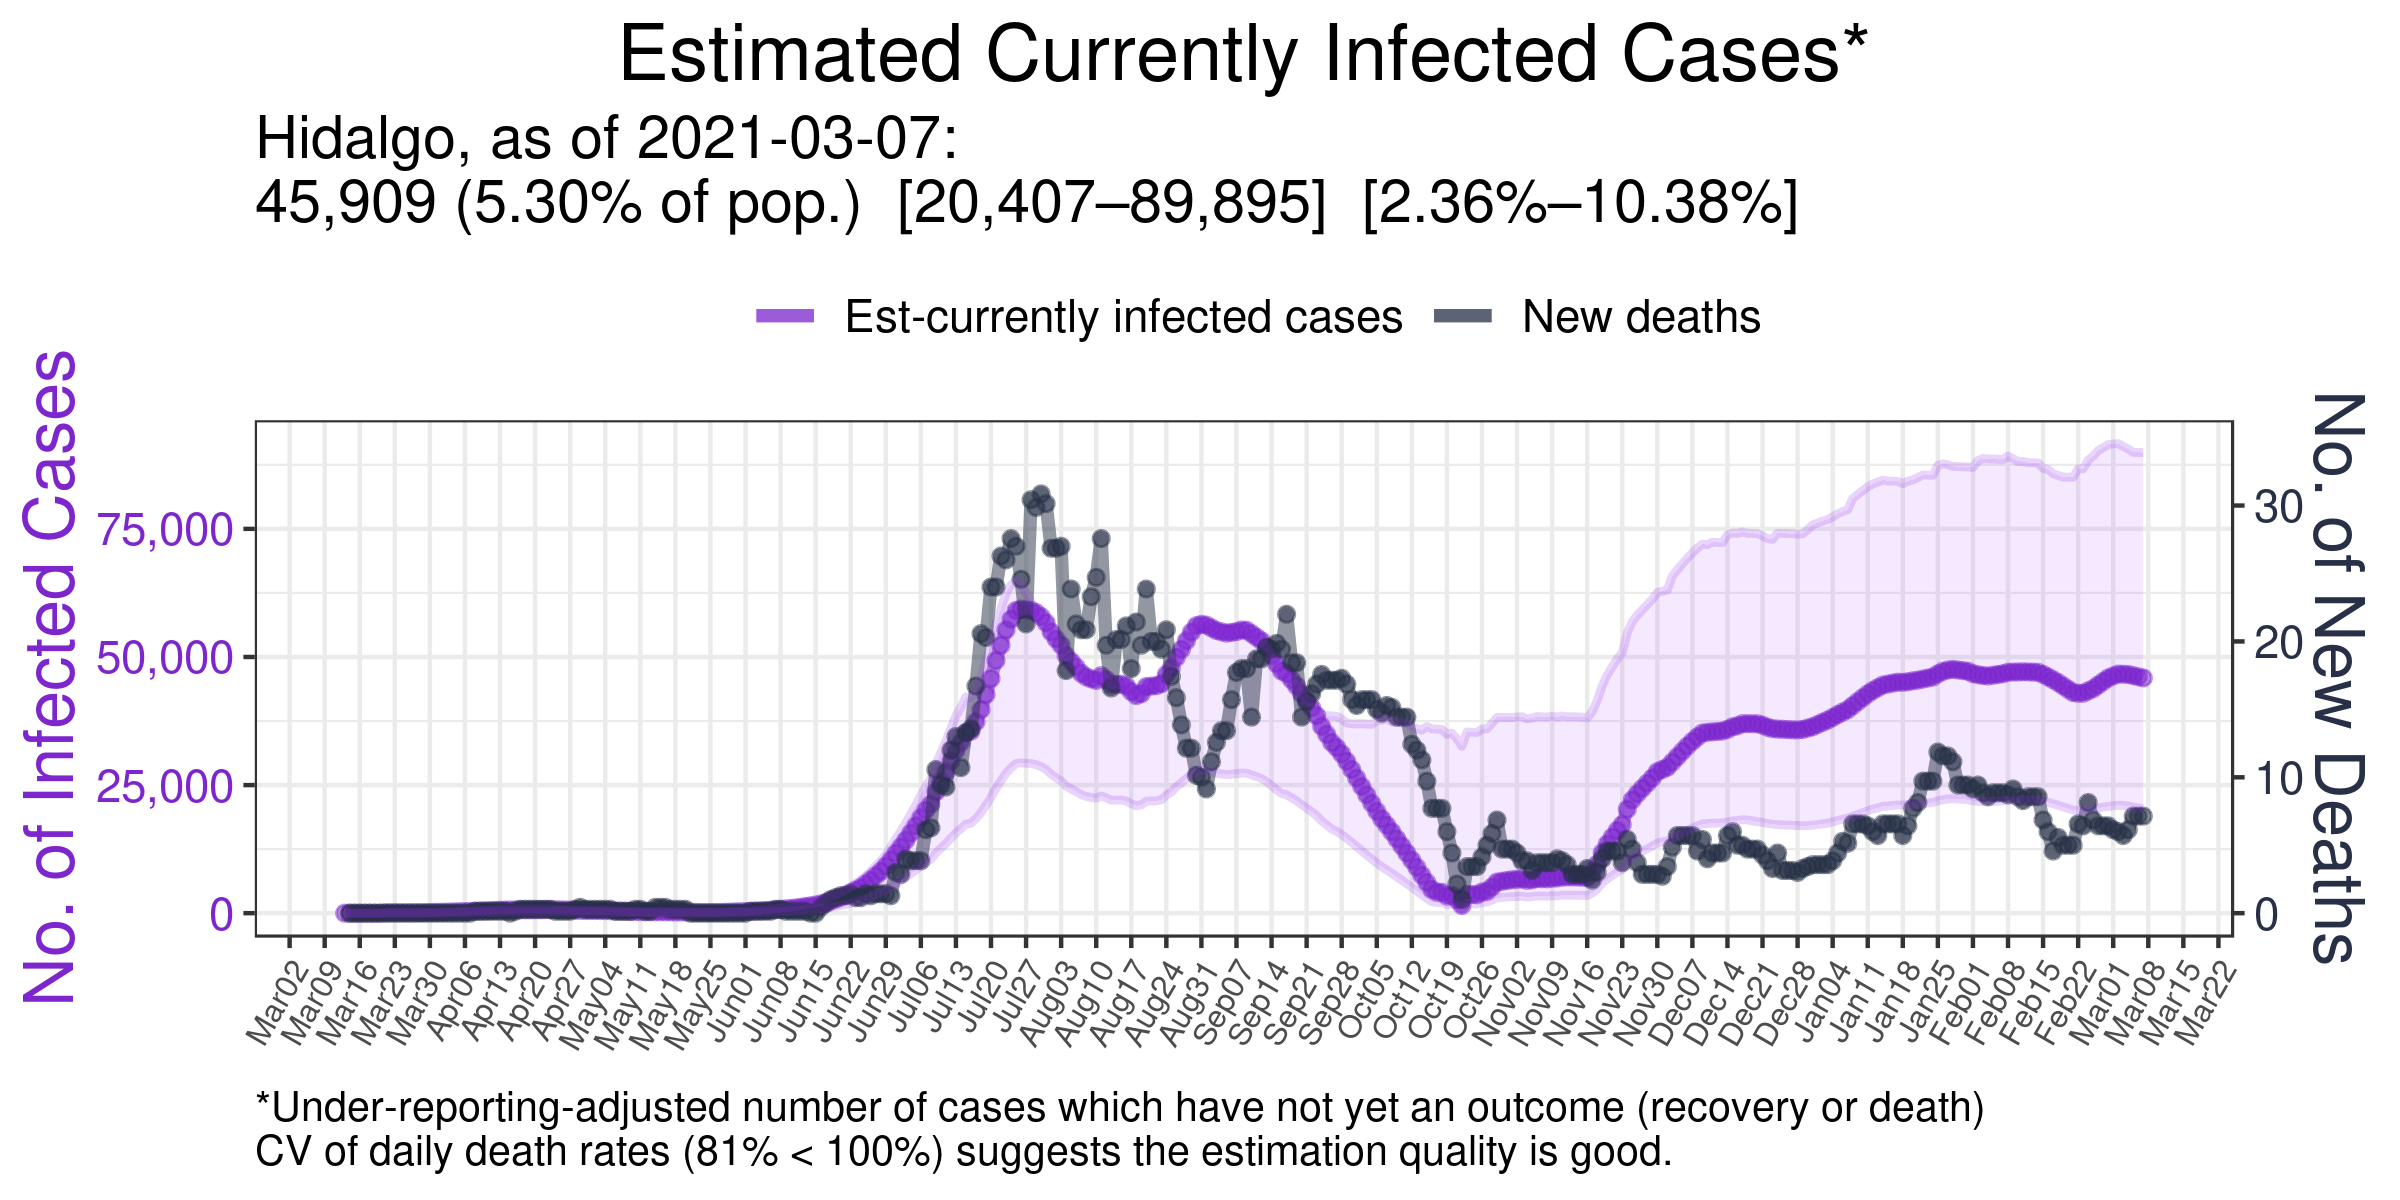 Estimated Currently Infected Cases*
Hidalgo, as of 2021-03-07:
45,909 (5.30% of pop.) [20,407–89,895] [2.36%–10.38%]
Est-currently infected cases
New deaths
No. of Infected Cases
75,000
50,000
25,000
0
30
20
10
0
No. of New Deaths
Mar02
Mar09
Mar16
Mar23
Mar30
Apr06
Apr13
Apr20
Apr27
May04
May11
May18
May25
Jun01
Jun08
Jun15
Jun22
Jun29
Jul06
Jul13
Jul20
Jul27
Aug03
Aug10
Aug17
Aug24
Aug31
Sep07
Sep14
Sep21
Sep28
Oct05
Oct12
Oct19
Oct26
Nov02
Nov09
Nov16
Nov23
Nov30
Dec07
Dec14
Dec21
Dec28
Jan04
Jan11
Jan18
Jan25
Feb01
Feb08
Feb15
Feb22
Mar01
Mar08
Mar15
Mar22
*Under-reporting-adjusted number of cases which have not yet an outcome (recovery or death)
CV of daily death rates (81% < 100%) suggests the estimation quality is good.